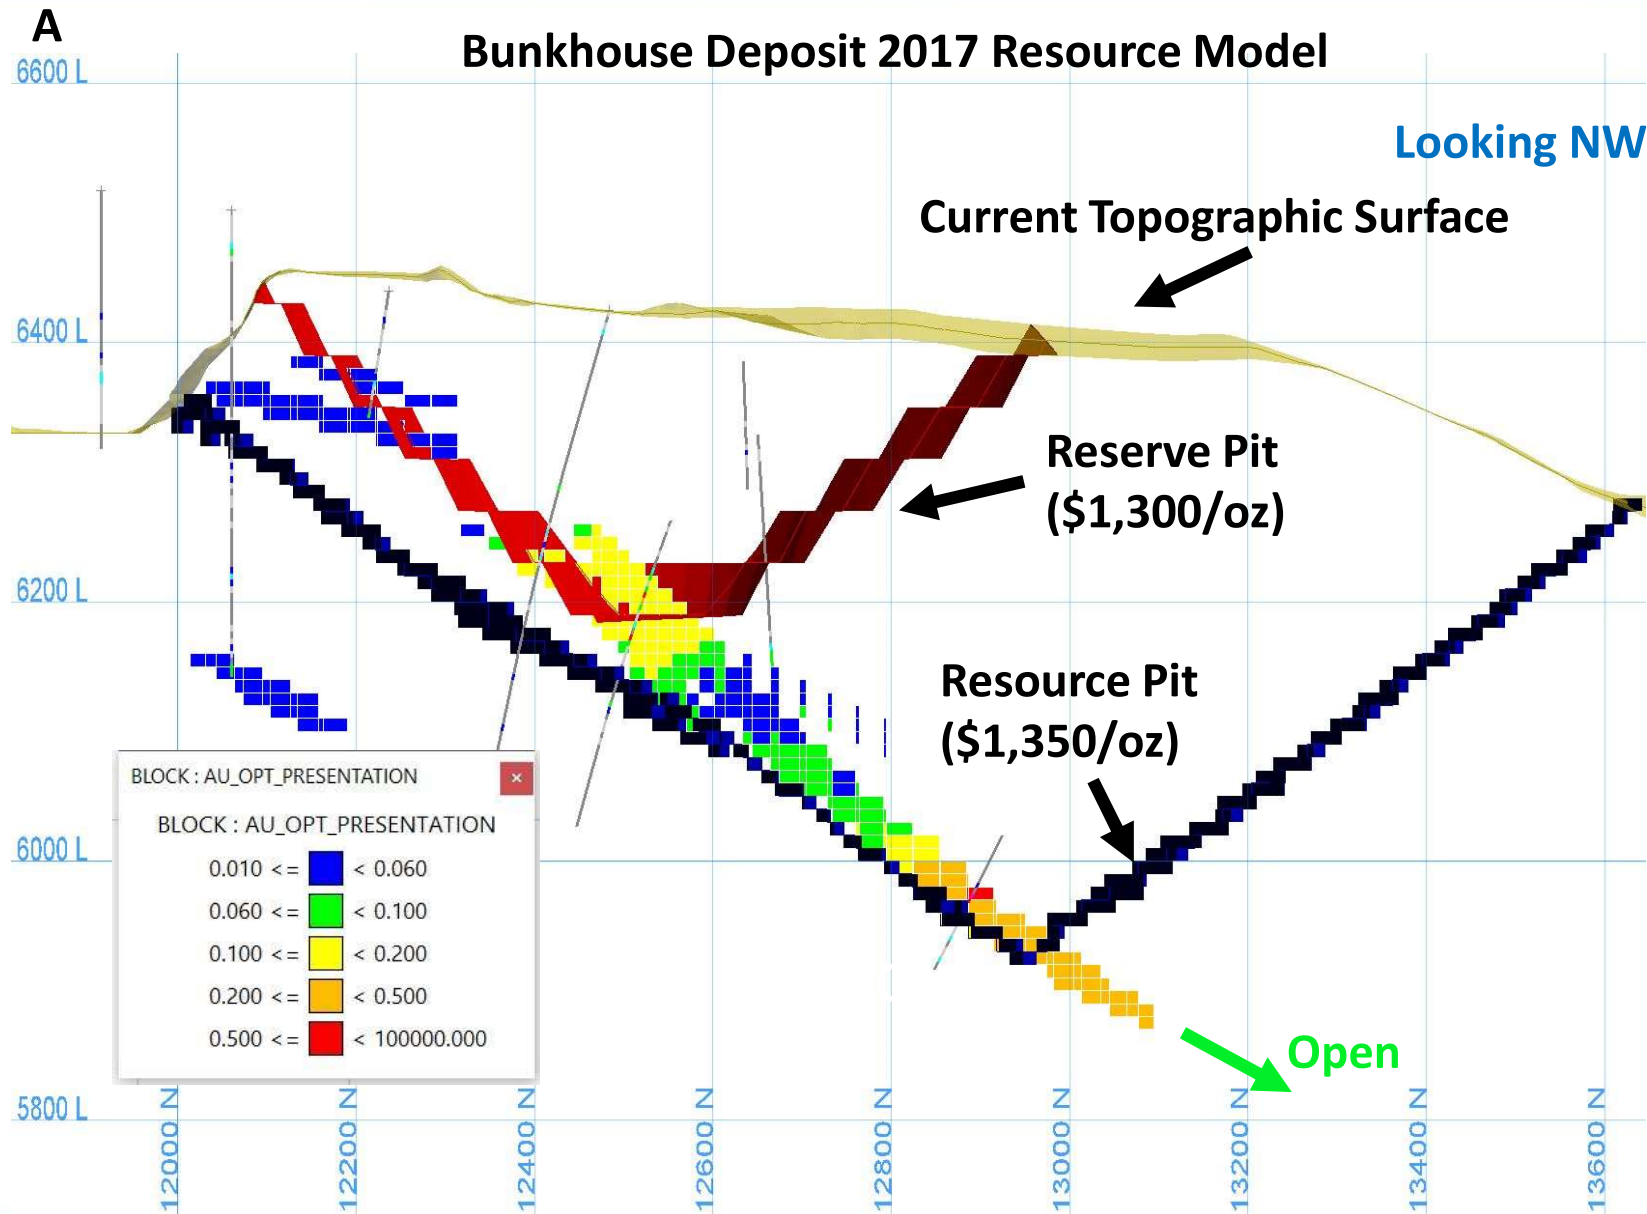 A
Bunkhouse Deposit 2017 Resource Model
6600 L
Looking NW
Current Topographic Surface
6400 L
Reserve Pit
($1,300/oz)
6200 L
Resource Pit
($1,350/oz)
BLOCK : AU_OPT_PRESENTATION
×
BLOCK : AU_OPT_PRESENTATION
0.010 <= < 0.060
6000 L
0.060 <= < 0.100
0.100 <= < 0.200
0.200 <= < 0.500
0.500 <= < 100000.000
Open
5800 L
12000 N
12200 N
12400 N
12600 N
12800 N
13000 N
13200 N
13400 N
13600 N